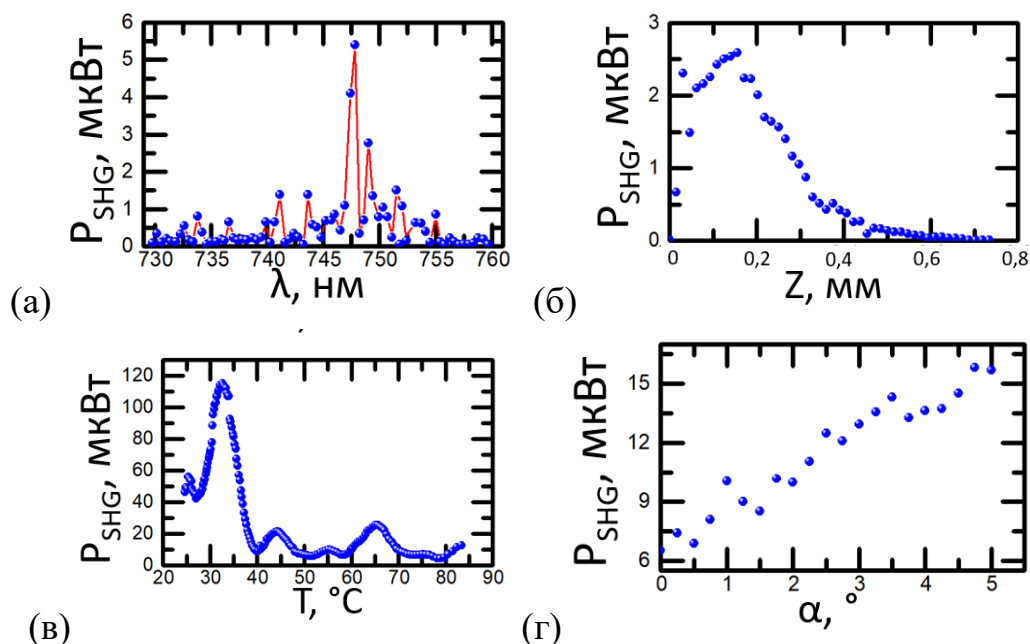 P_SHG, мкВт
6
5
4
3
2
1
0
730 735 740 745 750 755 760
λ, нм
(а)
P_SHG, мкВт
3
2
1
0
0 0,2 0,4 0,6 0,8
Z, мм
(б)
P_SHG, мкВт
120
100
80
60
40
20
0
20 30 40 50 60 70 80 90
T, °C
(в)
P_SHG, мкВт
15
12
9
6
0 1 2 3 4 5
α, °
(г)